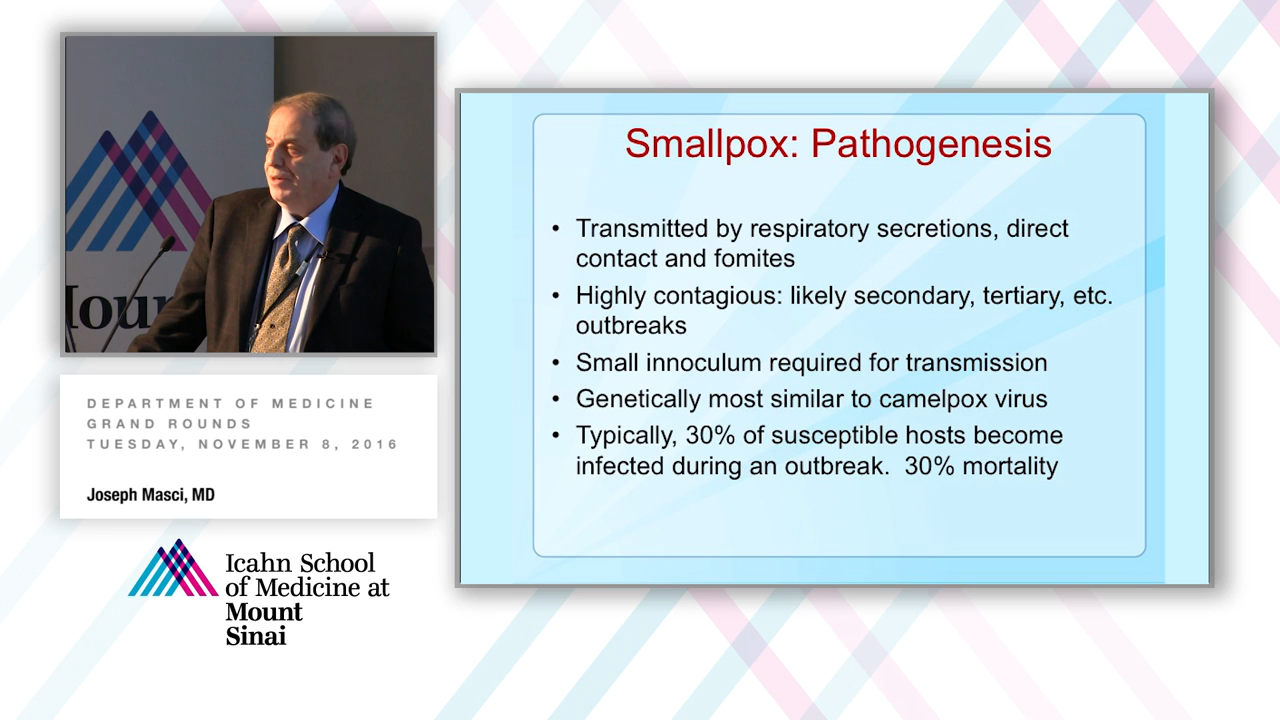 DEPARTMENT OF MEDICINE
GRAND ROUNDS
TUESDAY, NOVEMBER 8, 2016
Joseph Masci, MD
Icahn School
of Medicine at
Mount
Sinai
Smallpox: Pathogenesis
• Transmitted by respiratory secretions, direct
contact and fomites
• Highly contagious: likely secondary, tertiary, etc.
outbreaks
• Small innoculum required for transmission
• Genetically most similar to camelpox virus
• Typically, 30% of susceptible hosts become
infected during an outbreak. 30% mortality